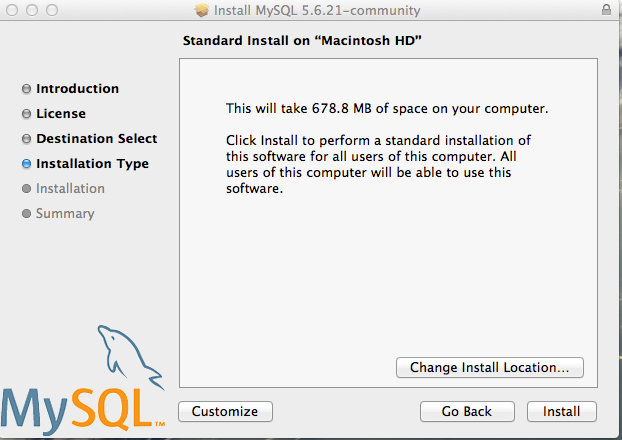 Install MySQL 5.6.21-community
Standard Install on “Macintosh HD”
Introduction
License
Destination Select
Installation Type
Installation
Summary
This will take 678.8 MB of space on your computer.
Click Install to perform a standard installation of
this software for all users of this computer. All
users of this computer will be able to use this
software.
Change Install Location...
MySQL™
Customize
Go Back
Install